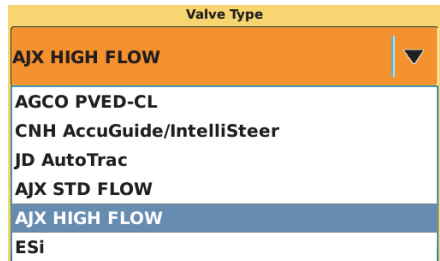 Valve Type
AJX HIGH FLOW
AGCO PVED-CL
CNH AccuGuide/IntelliSteer
JD AutoTrac
AJX STD FLOW
AJX HIGH FLOW
ESi